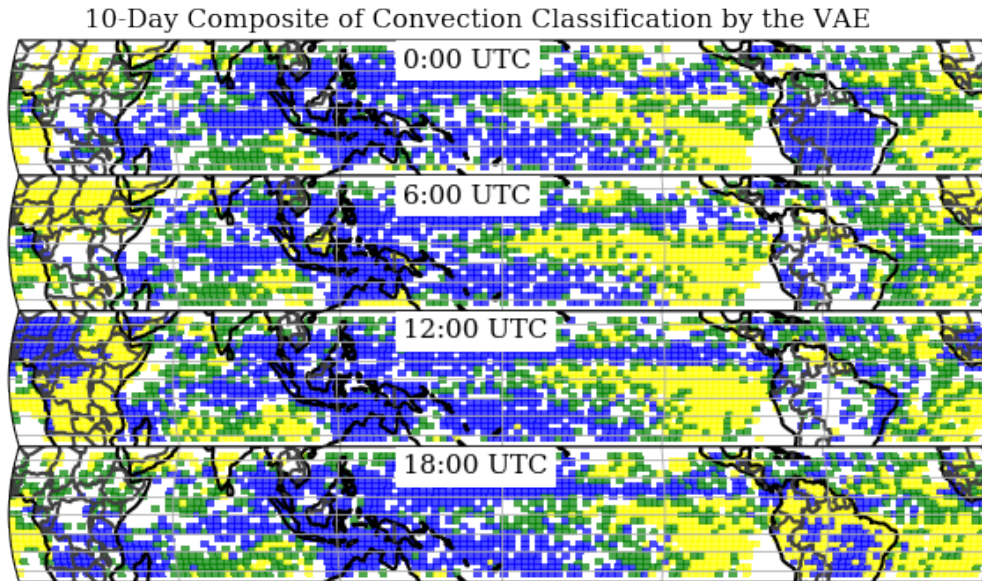 10-Day Composite of Convection Classification by the VAE
0:00 UTC
6:00 UTC
12:00 UTC
18:00 UTC